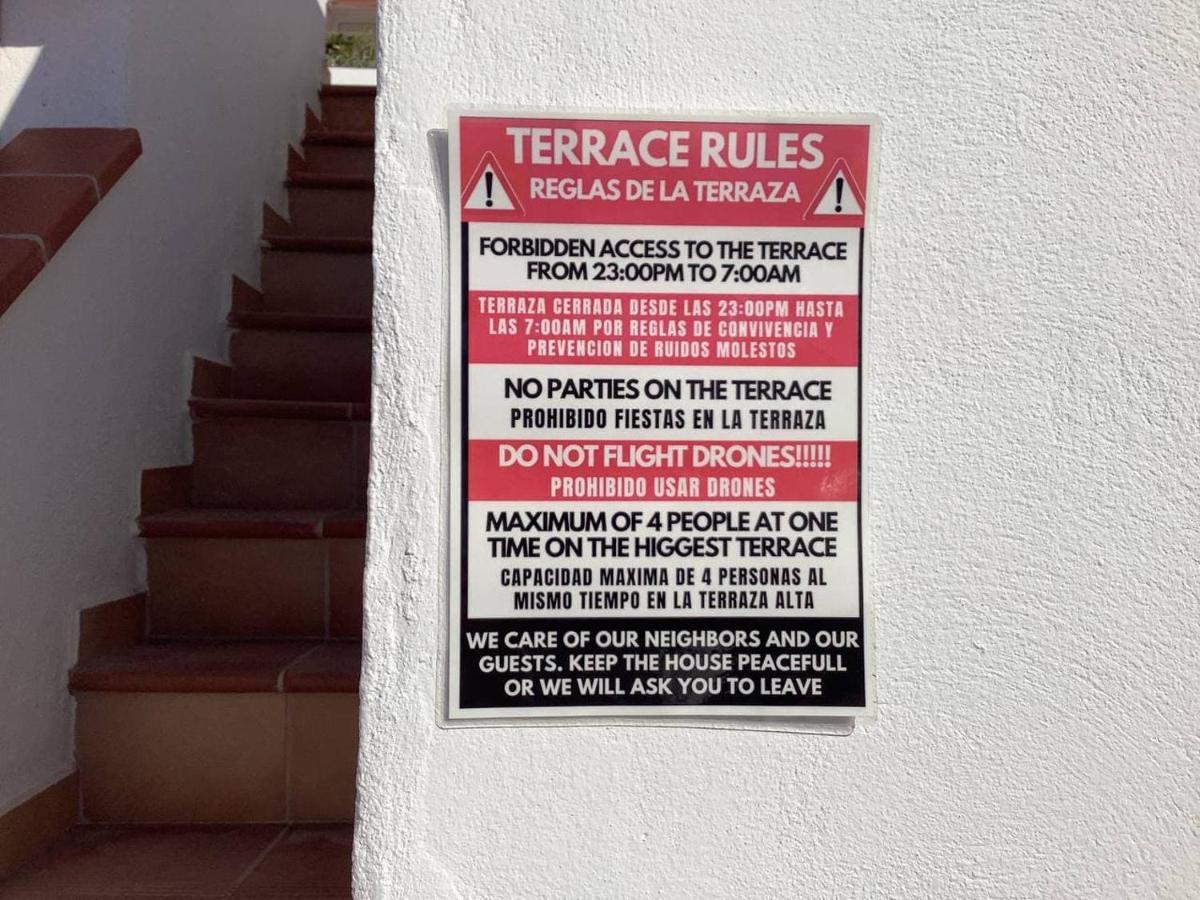 TERRACE RULES
REGLAS DE LA TERRAZA
FORBIDDEN ACCESS TO THE TERRACE
FROM 23:00PM TO 7:00AM
TERRAZA CERRADA DESDE LAS 23:00PM HASTA
LAS 7:00AM POR REGLAS DE CONVIVENCIA Y
PREVENCION DE RUIDOS MOLESTOS
NO PARTIES ON THE TERRACE
PROHIBIDO FIESTAS EN LA TERRAZA
DO NOT FLIGHT DRONES!!!!!
PROHIBIDO USAR DRONES
MAXIMUM OF 4 PEOPLE AT ONE
TIME ON THE HIGGEST TERRACE
CAPACIDAD MAXIMA DE 4 PERSONAS AL
MISMO TIEMPO EN LA TERRAZA ALTA
WE CARE OF OUR NEIGHBORS AND OUR
GUESTS. KEEP THE HOUSE PEACEFULL
OR WE WILL ASK YOU TO LEAVE